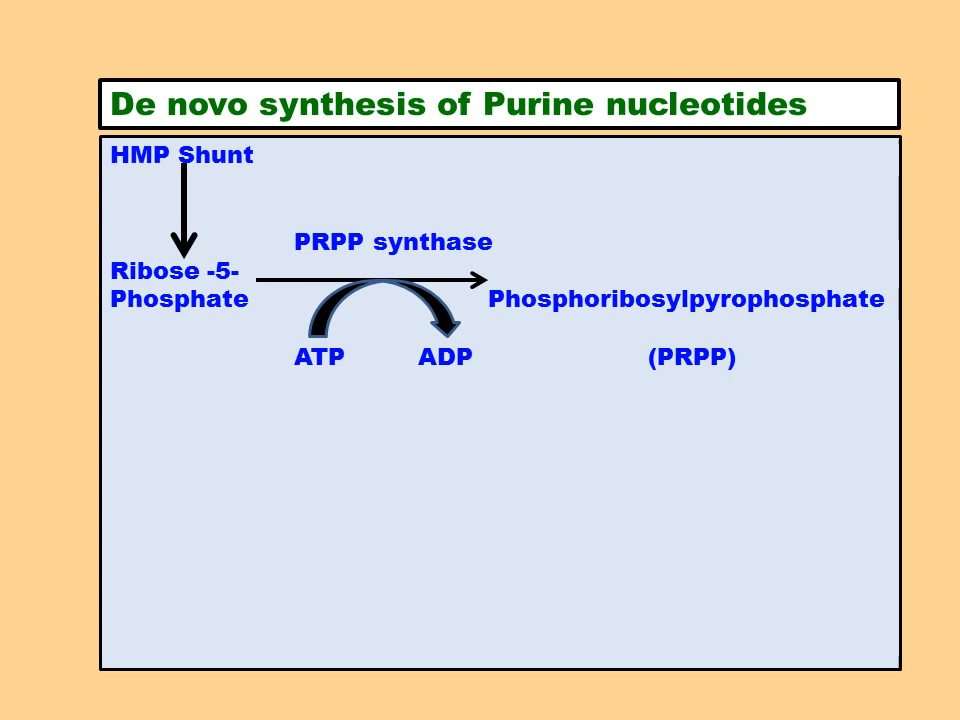 De novo synthesis of Purine nucleotides
HMP Shunt
PRPP synthase
Ribose -5-
Phosphate Phosphoribosylpyrophosphate
ATP ADP (PRPP)